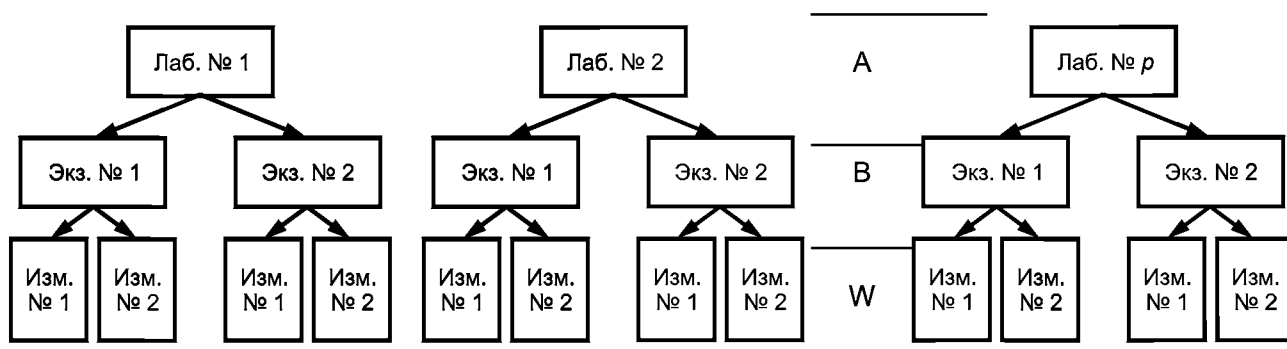 Лаб. № 1
Лаб. № 2
A
Лаб. № p
Экз. № 1
Экз. № 2
Экз. № 1
Экз. № 2
B
Экз. № 1
Экз. № 2
Изм.
№ 1
Изм.
№ 2
Изм.
№ 1
Изм.
№ 2
Изм.
№ 1
Изм.
№ 2
Изм.
№ 1
Изм.
№ 2
W
Изм.
№ 1
Изм.
№ 2
Изм.
№ 1
Изм.
№ 2